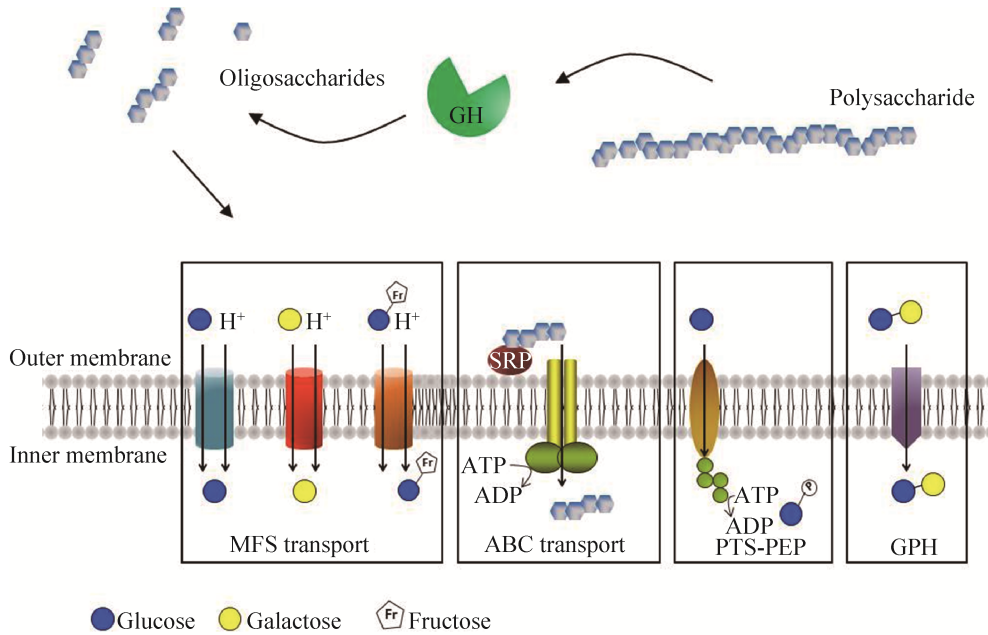 Oligosaccharides
GH
Polysaccharide
Fr
H⁺ H⁺ H⁺
Outer membrane
SRP
Inner membrane
Fr
ATP
ADP
P
ATP
ADP
MFS transport
ABC transport
PTS-PEP
GPH
Glucose Galactose Fr Fructose